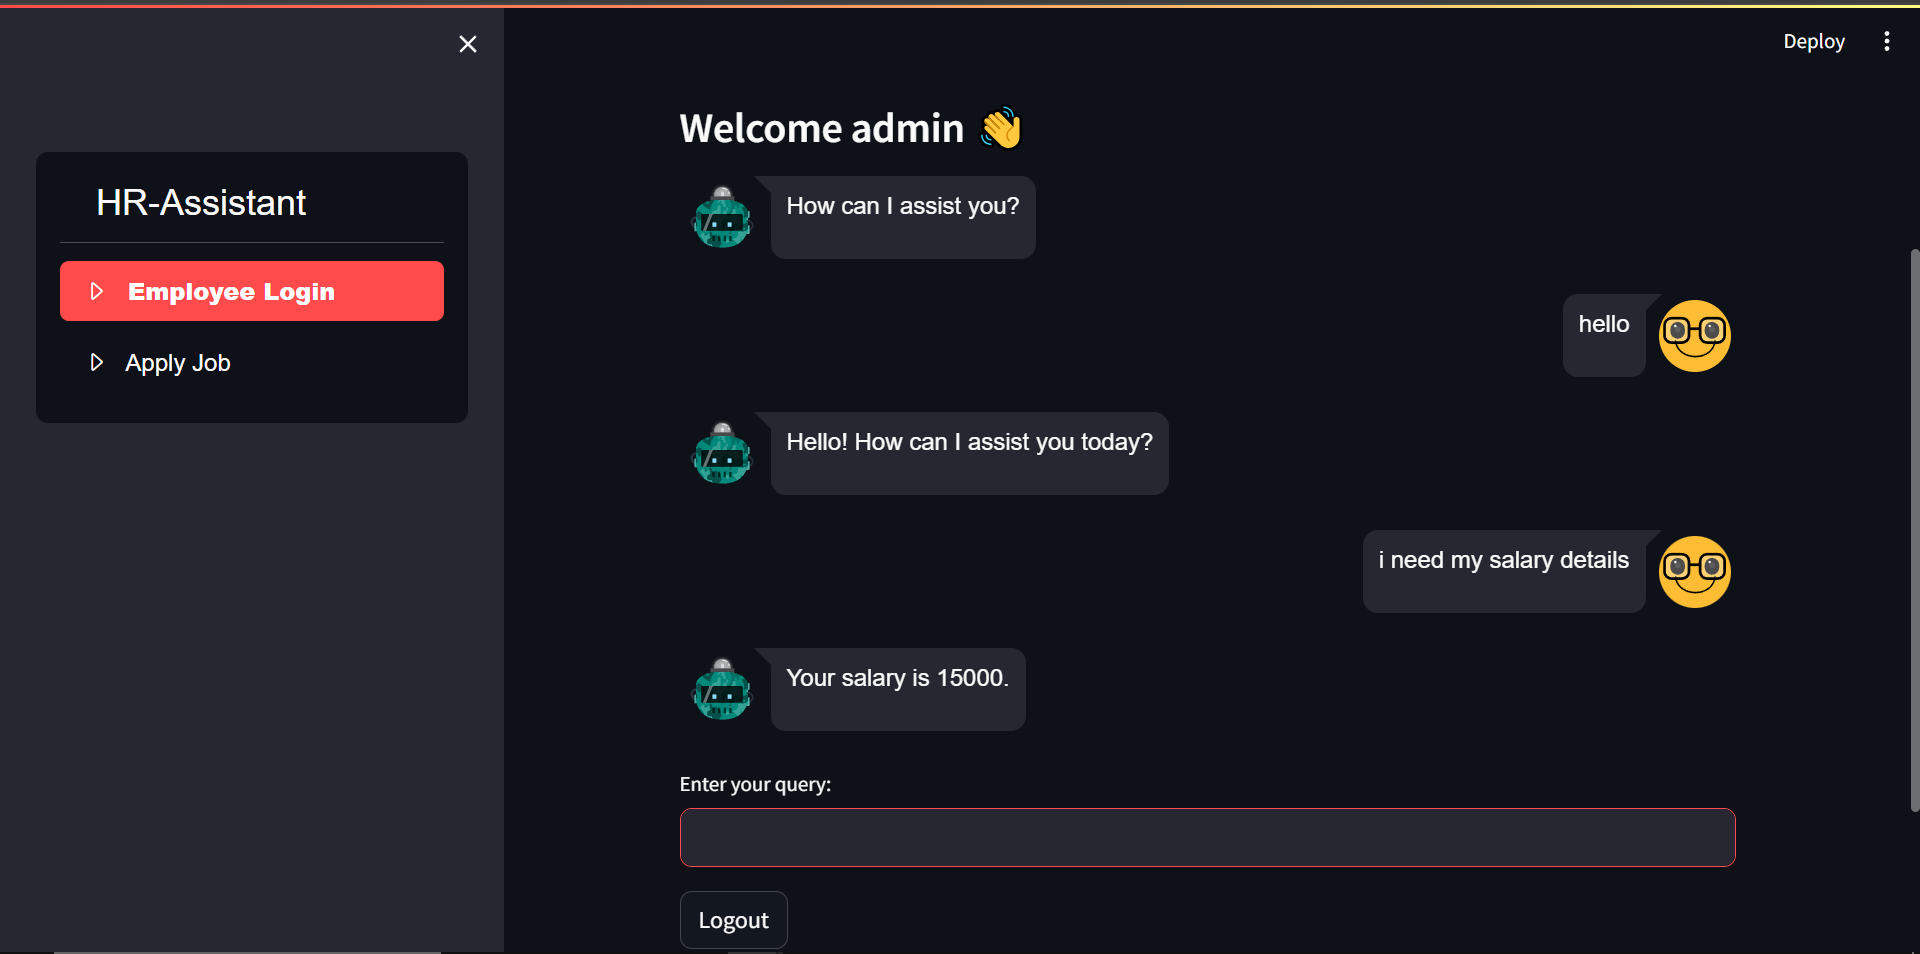 Deploy
HR-Assistant
Employee Login
Apply Job
Welcome admin 👋
How can I assist you?
hello
Hello! How can I assist you today?
i need my salary details
Your salary is 15000.
Enter your query:
Logout